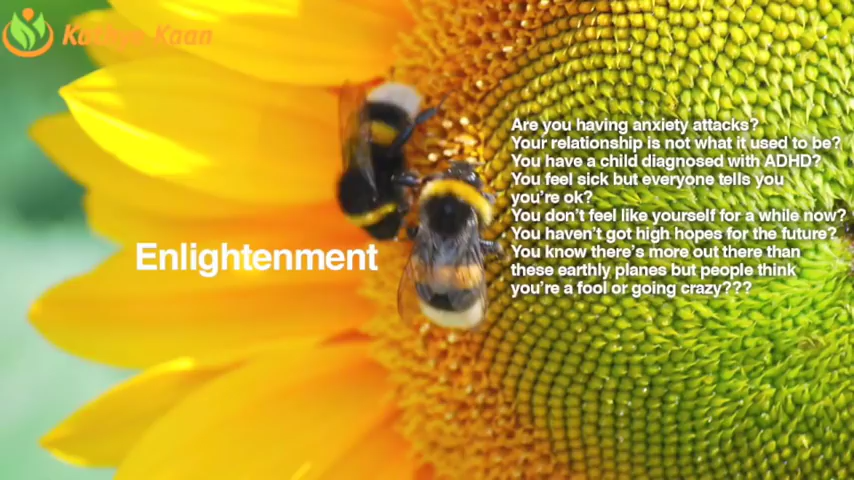 Kathye Kaan
Enlightenment
Are you having anxiety attacks?
Your relationship is not what it used to be?
You have a child diagnosed with ADHD?
You feel sick but everyone tells you
you're ok?
You don't feel like yourself for a while now?
You haven't got high hopes for the future?
You know there's more out there than
these earthly planes but people think
you're a fool or going crazy???